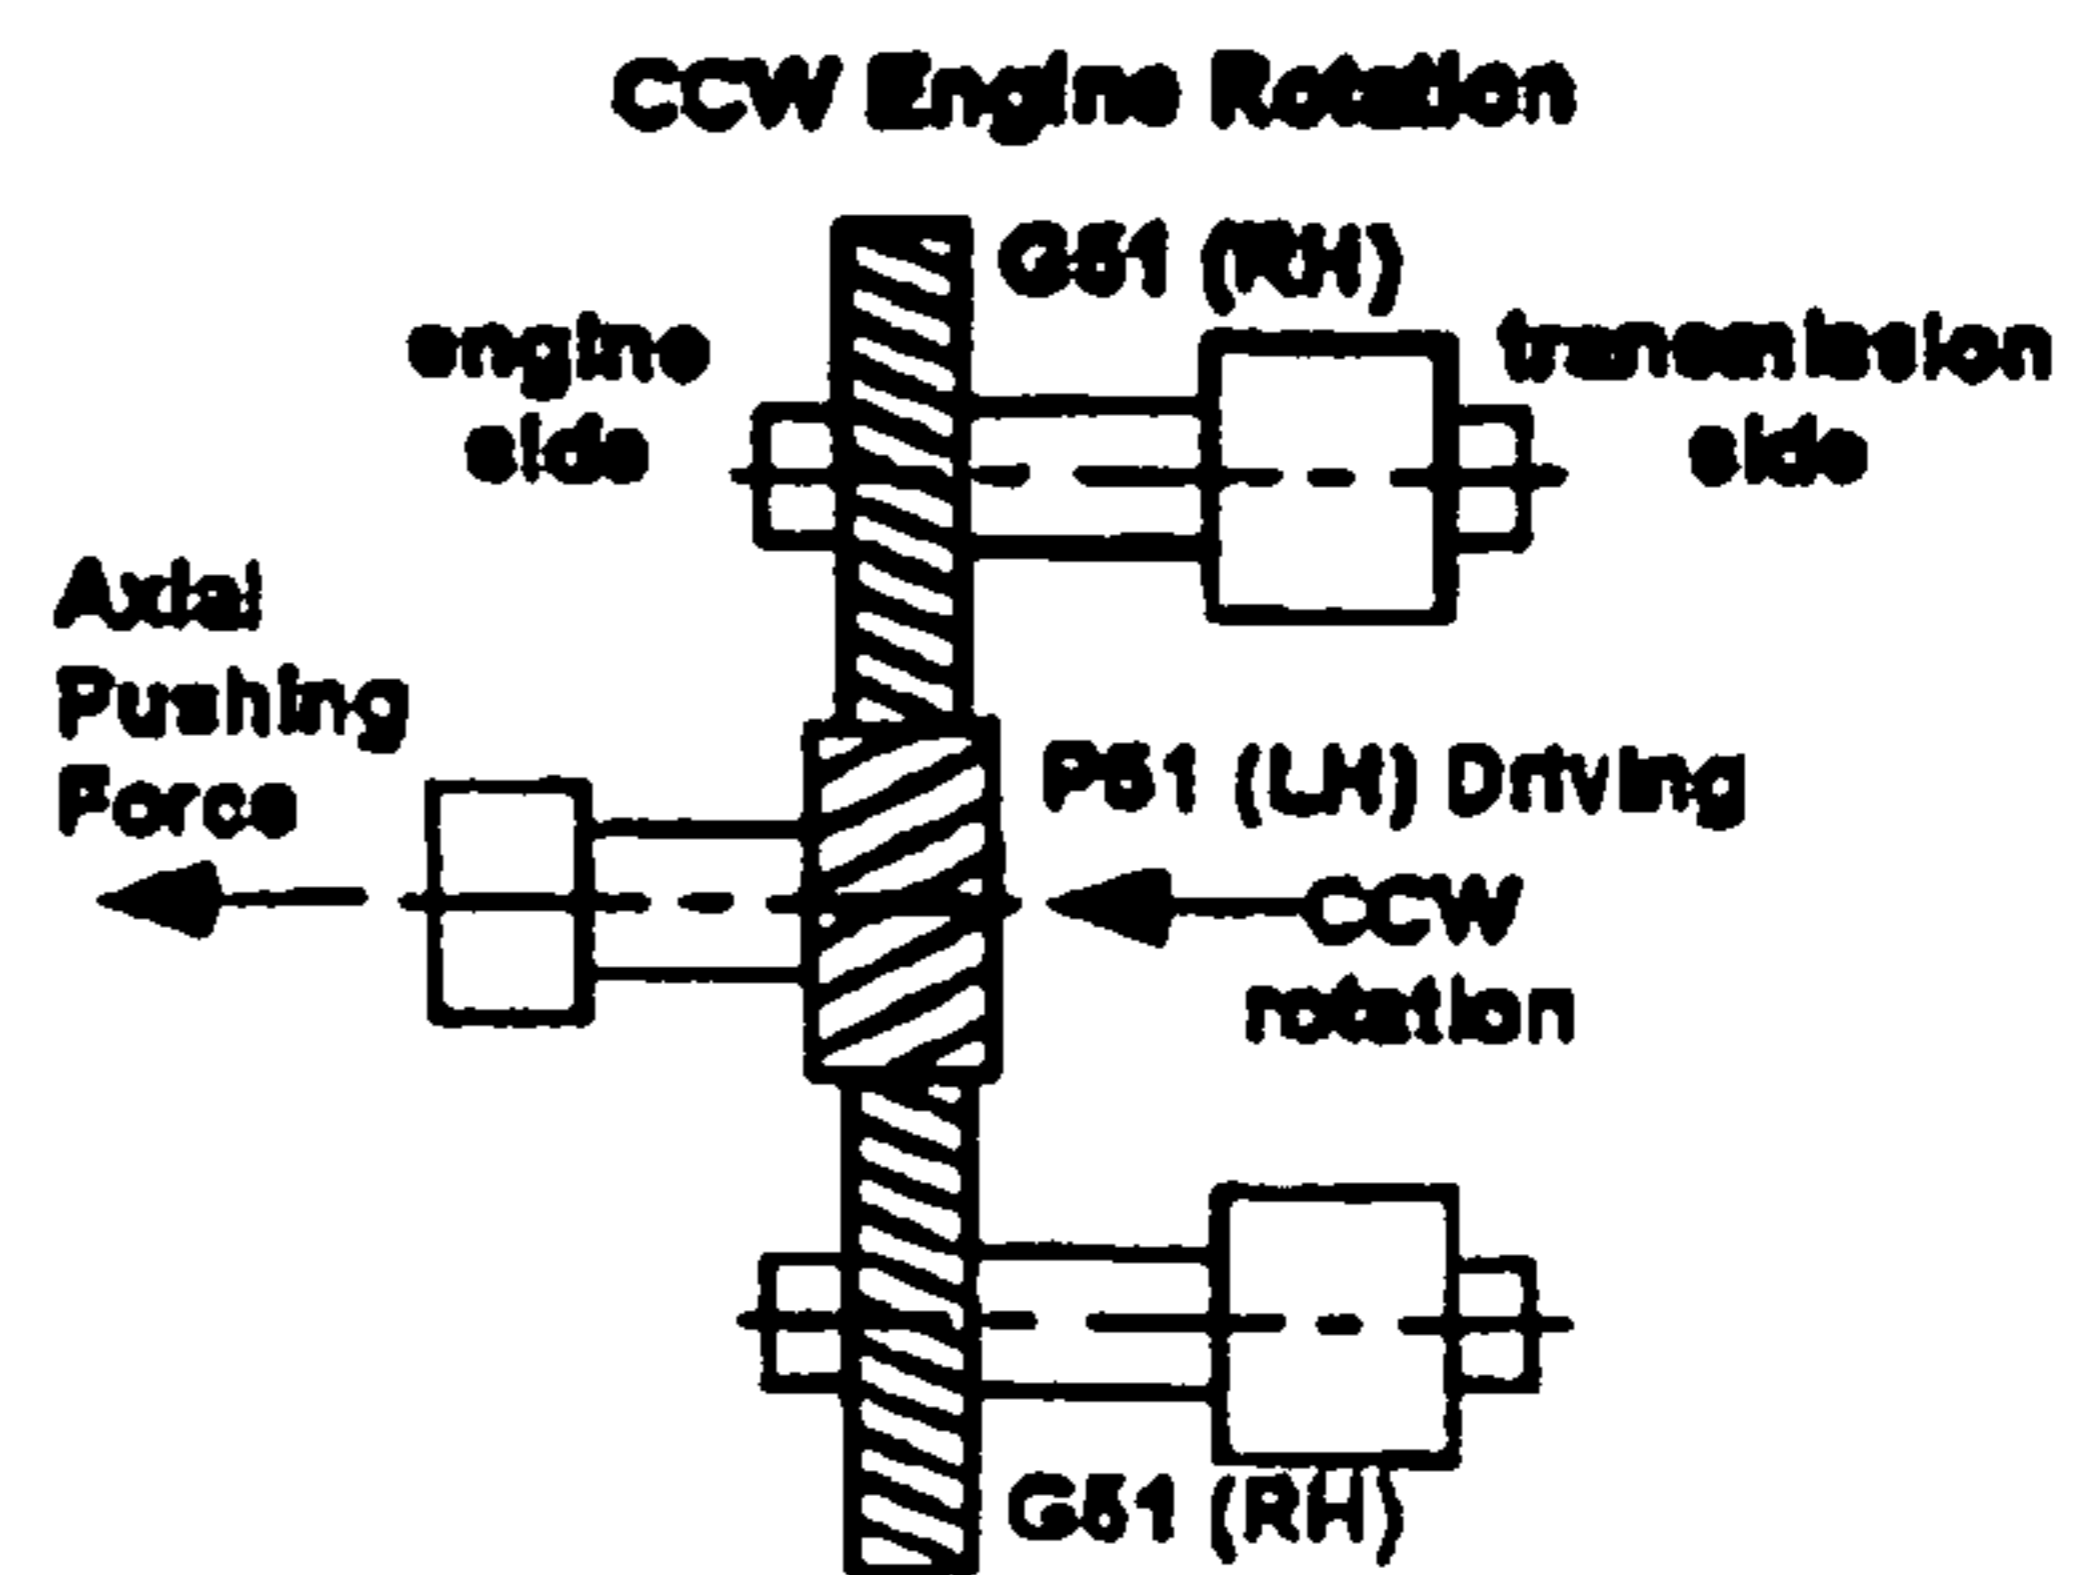 CCW Engine Rotation
G51 (RH)
engine
side
transmission
side
Axial
Pushing
Force
P51 (LH) Driving
CCW
rotation
G51 (RH)